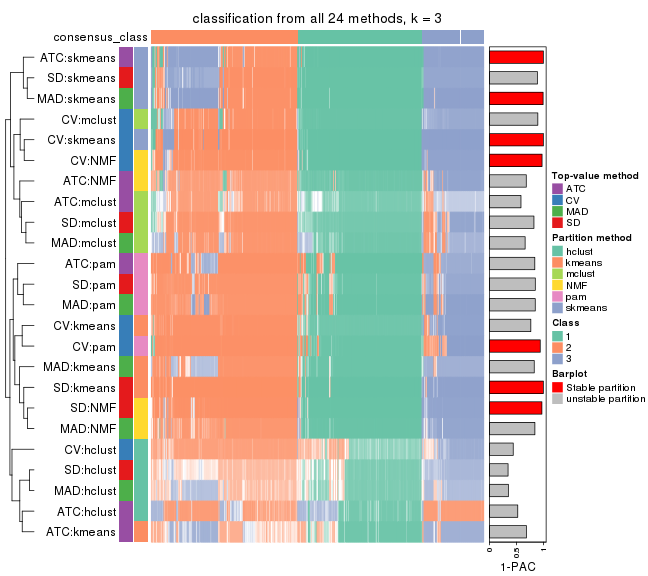 classification from all 24 methods, k = 3
consensus_class
ATC:skmeans
SD:skmeans
MAD:skmeans
CV:mclust
CV:skmeans
CV:NMF
ATC:NMF
ATC:mclust
SD:mclust
MAD:mclust
ATC:pam
SD:pam
MAD:pam
CV:kmeans
CV:pam
MAD:kmeans
SD:kmeans
SD:NMF
MAD:NMF
CV:hclust
SD:hclust
MAD:hclust
ATC:hclust
ATC:kmeans
0
0.5
1
1-PAC
Top-value method
ATC
CV
MAD
SD
Partition method
hclust
kmeans
mclust
NMF
pam
skmeans
Class
1
2
3
Barplot
Stable partition
unstable partition